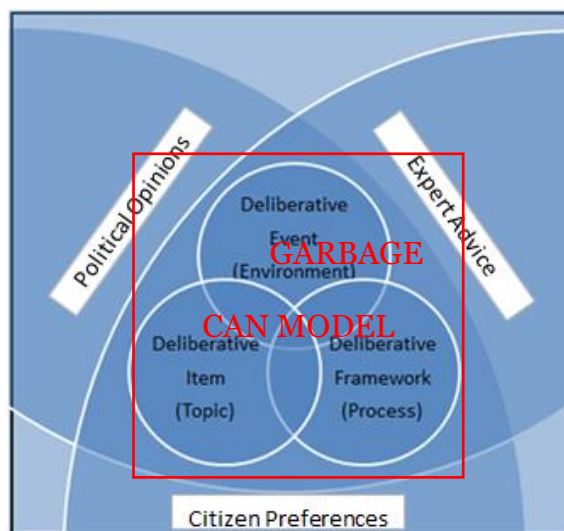 Political Opinions
Expert Advice
Deliberative
Event
(Environment)
GARBAGE
CAN MODEL
Deliberative
Item
(Topic)
Deliberative
Framework
(Process)
Citizen Preferences